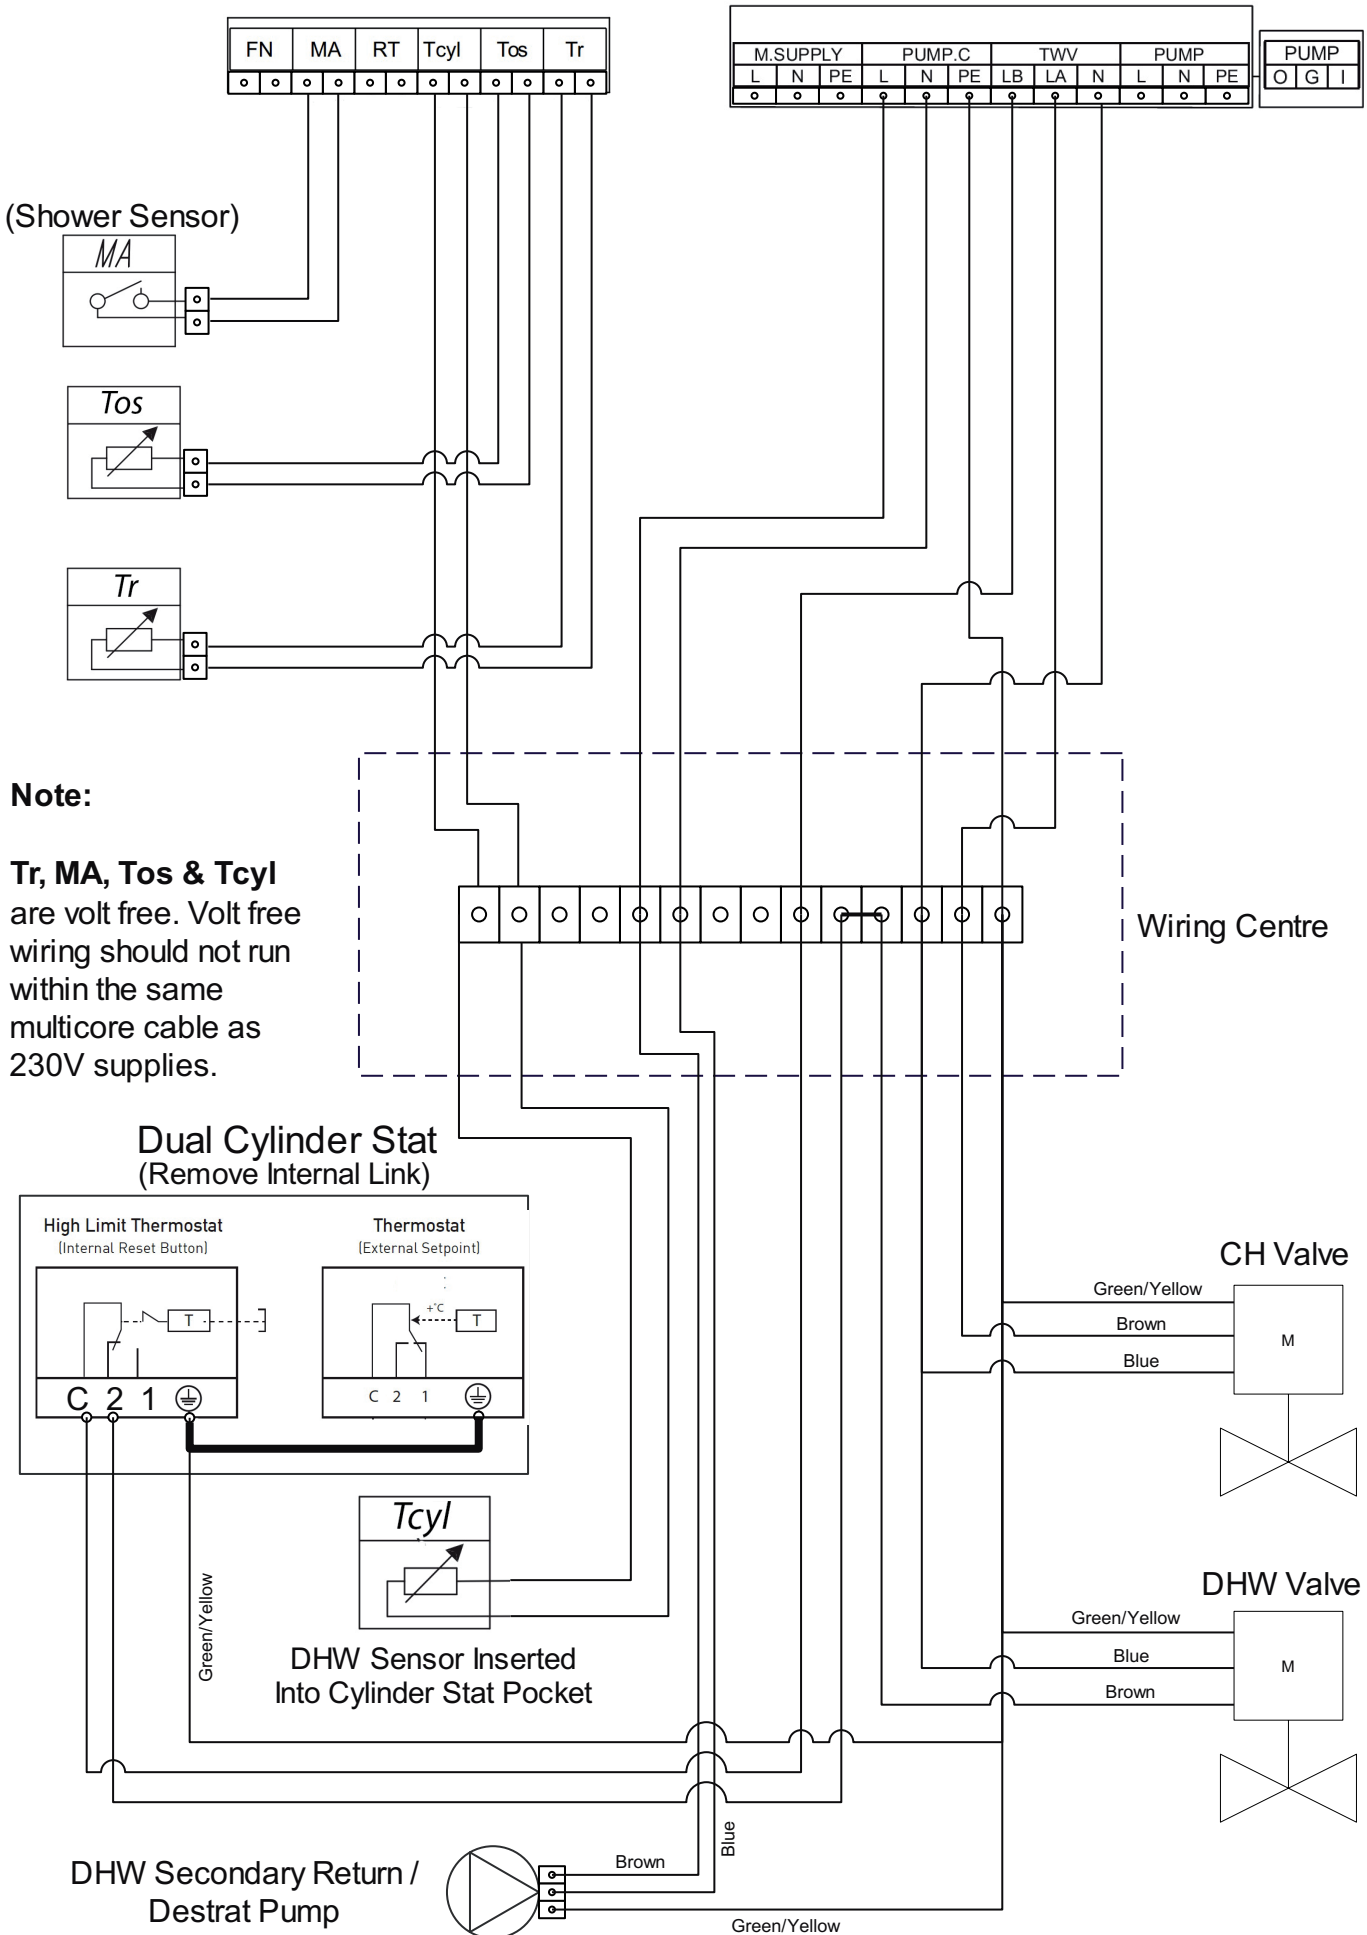 FN MA RT Tcyl Tos Tr
M.SUPPLY PUMP.C TWV PUMP
L N PE L N PE LB LA N L N PE
PUMP
O G I
(Shower Sensor)
MA
Tos
Tr
Note:
Tr, MA, Tos & Tcyl
are volt free. Volt free
wiring should not run
within the same
multicore cable as
230V supplies.
Wiring Centre
Dual Cylinder Stat
(Remove Internal Link)
High Limit Thermostat
(Internal Reset Button)
T
C 2 1
Thermostat
(External Setpoint)
+°C
T
C 2 1
CH Valve
Green/Yellow
Brown
Blue
M
Tcyl
DHW Sensor Inserted
Into Cylinder Stat Pocket
Green/Yellow
DHW Valve
Green/Yellow
Blue
Brown
M
DHW Secondary Return /
Destrat Pump
Brown
Blue
Green/Yellow